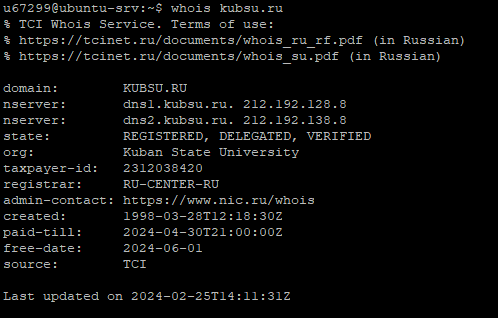 u67299@ubuntu-srv:~$ whois kubsu.ru
% TCI Whois Service. Terms of use:
% https://tcinet.ru/documents/whois_ru_rf.pdf (in Russian)
% https://tcinet.ru/documents/whois_su.pdf (in Russian)

domain:        KUBSU.RU
nserver:       dns1.kubsu.ru. 212.192.128.8
nserver:       dns2.kubsu.ru. 212.192.138.8
state:         REGISTERED, DELEGATED, VERIFIED
org:           Kuban State University
taxpayer-id:   2312038420
registrar:     RU-CENTER-RU
admin-contact: https://www.nic.ru/whois
created:       1998-03-28T12:18:30Z
paid-till:     2024-04-30T21:00:00Z
free-date:     2024-06-01
source:        TCI

Last updated on 2024-02-25T14:11:31Z